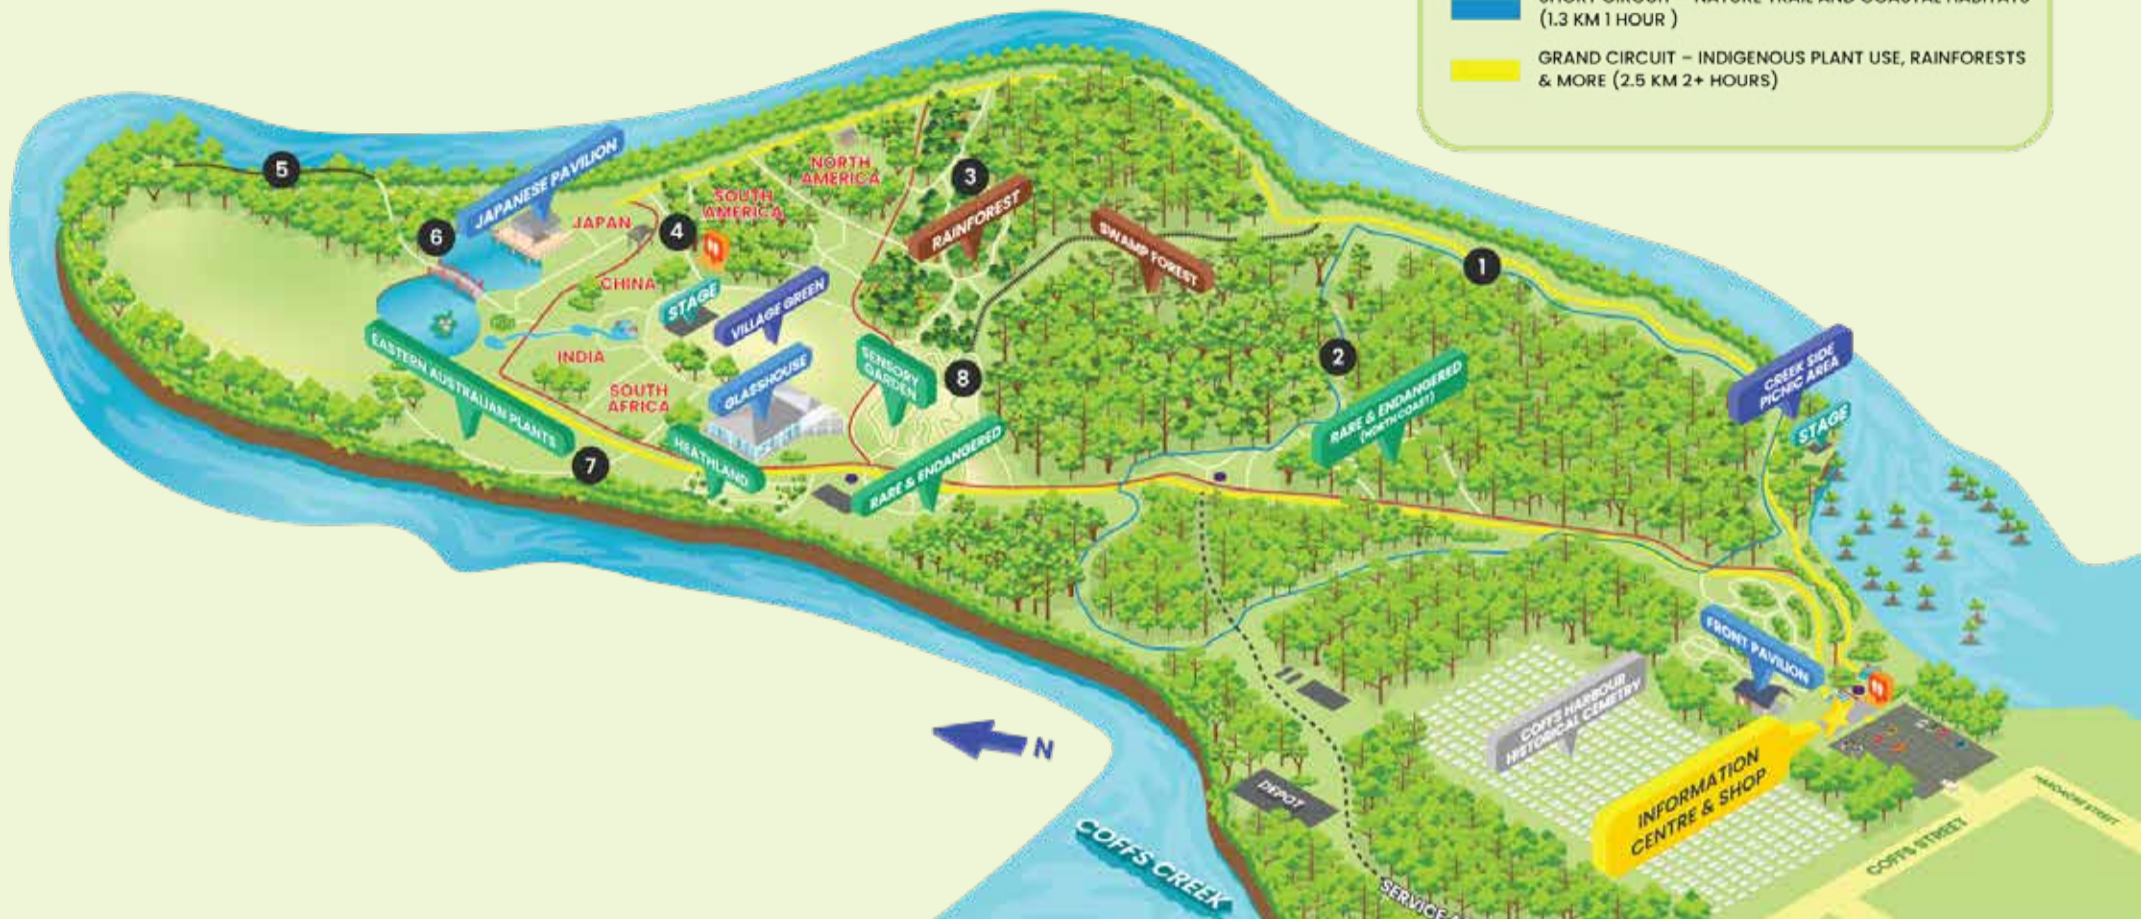 (1.3 KM 1 HOUR )
GRAND CIRCUIT – INDIGENOUS PLANT USE, RAINFORESTS
& MORE (2.5 KM 2+ HOURS)
5
JAPANESE PAVILION
6
JAPAN
4
SOUTH
AMERICA
NORTH
AMERICA
3
RAINFOREST
SWAMP FOREST
1
CHINA
STAGE
VILLAGE GREEN
INDIA
SOUTH
AFRICA
GLASSHOUSE
SENSORY
GARDEN
8
2
RARE & ENDANGERED
(NORTH COAST)
CREEK SIDE
PICNIC AREA
STAGE
EASTERN AUSTRALIAN PLANTS
7
HEATHLAND
RARE & ENDANGERED
FRONT PAVILION
COFFS HARBOUR
HISTORICAL CEMETRY
INFORMATION
CENTRE & SHOP
N
DEPOT
COFFS CREEK
SERVICE
COFFS STREET